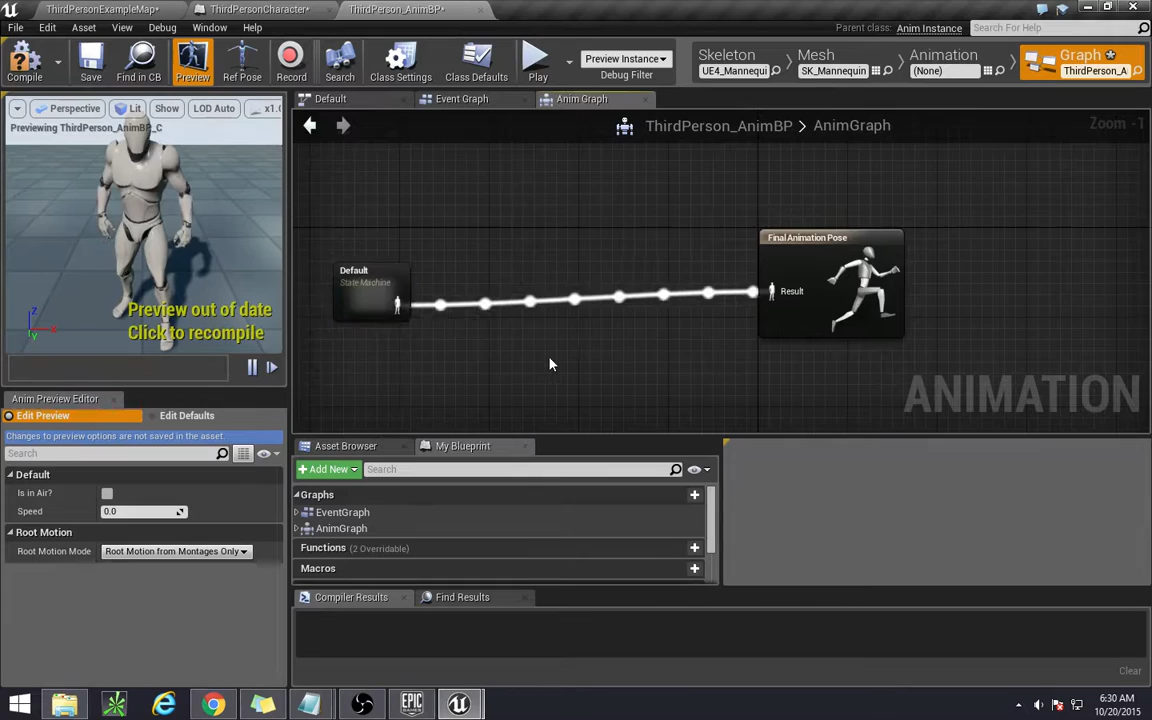 ThirdPersonExampleMap*
ThirdPersonCharacter*
ThirdPerson_AnimBP*
File Edit Asset View Debug Window Help
Parent class: Anim Instance
Search For Help
Compile
Save
Find in CB
Preview
Ref Pose
Record
Search
Class Settings
Class Defaults
Play
Preview Instance
Debug Filter
Skeleton
UE4_Mannequi
Mesh
SK_Mannequin
Animation
(None)
Graph
ThirdPerson_A
Perspective
Lit
Show
LOD Auto
x1.0
Previewing ThirdPerson_AnimBP_C
Preview out of date
Click to recompile
Default
Event Graph
Anim Graph
ThirdPerson_AnimBP > AnimGraph
Zoom -1
Default
State Machine
Final Animation Pose
Result
ANIMATION
Anim Preview Editor
Edit Preview
Edit Defaults
Changes to preview options are not saved in the asset.
Search
Default
Is in Air?
Speed
0.0
Root Motion
Root Motion Mode
Root Motion from Montages Only
Asset Browser
My Blueprint
Add New
Search
Graphs
EventGraph
AnimGraph
Functions (2 Overridable)
Macros
Compiler Results
Find Results
Clear
EPIC
GAMES
6:30 AM
10/20/2015